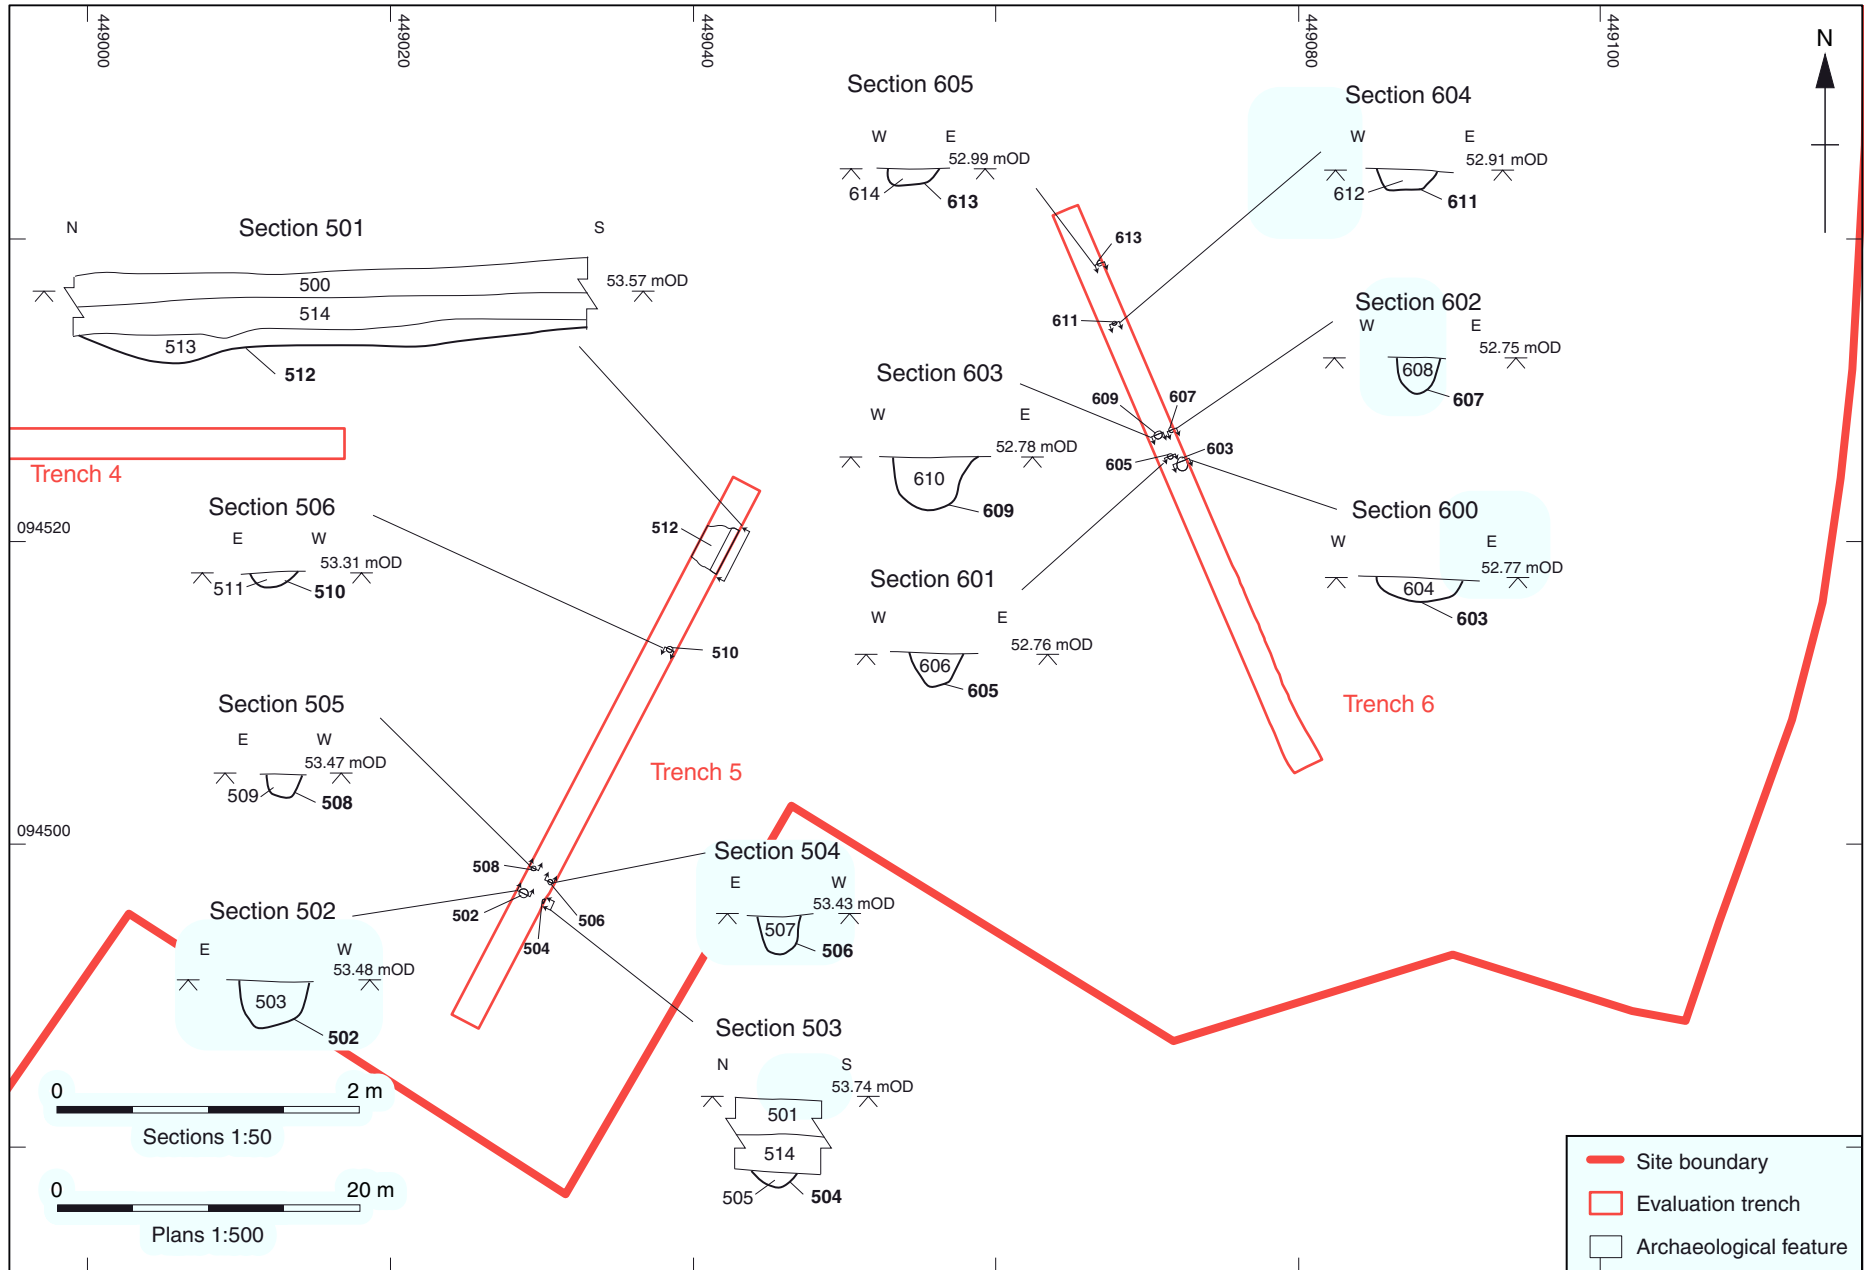 449000
449020
449040
449080
449100
N
Section 605
W E
52.99 mOD
614
613
Section 604
W E
52.91 mOD
612
611
Section 501
N S
53.57 mOD
500
514
513
512
613
611
Section 602
W E
52.75 mOD
608
607
Section 603
W E
52.78 mOD
610
609
609
607
603
605
Trench 4
Section 506
E W
53.31 mOD
511
510
094520
512
510
Section 600
W E
52.77 mOD
604
603
Section 601
W E
52.76 mOD
606
605
Section 505
E W
53.47 mOD
509
508
Trench 5
Trench 6
094500
508
502
506
504
Section 504
E W
53.43 mOD
507
506
Section 502
E W
53.48 mOD
503
502
Section 503
N S
53.74 mOD
501
514
505
504
0 2 m
Sections 1:50
0 20 m
Plans 1:500
Site boundary
Evaluation trench
Archaeological feature